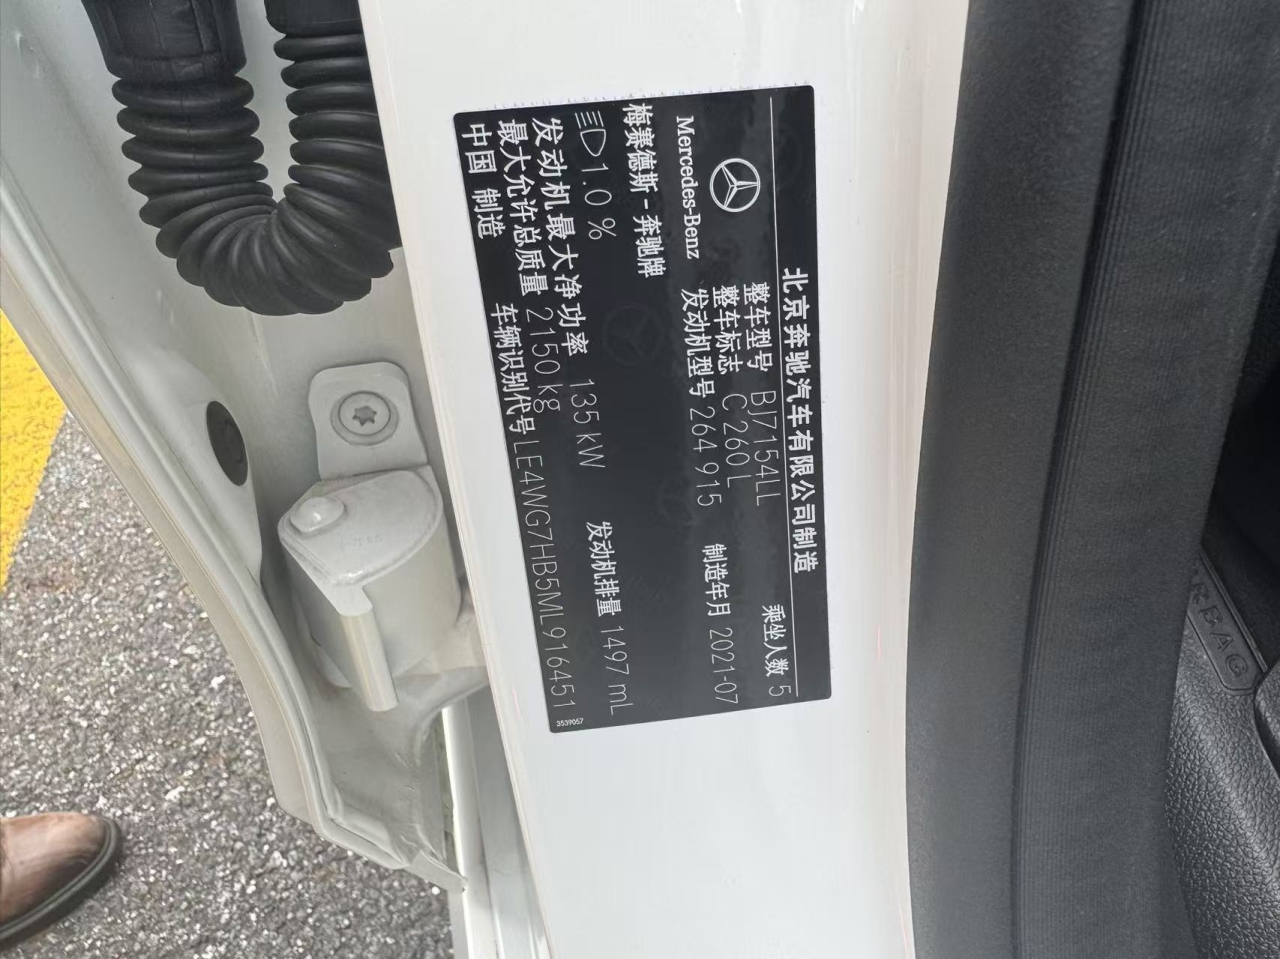 北京奔驰汽车有限公司制造
整车型号 BJ7154LL 乘坐人数 5
整车标志 C 260 L
Mercedes-Benz 发动机型号 264 915 制造年月 2021-07
梅赛德斯-奔驰牌
1.0 %
发动机最大净功率 135 kW 发动机排量 1497 mL
最大允许总质量 2150 kg
中国 制造 车辆识别代号 LE4WG7HB5ML916451
3539057